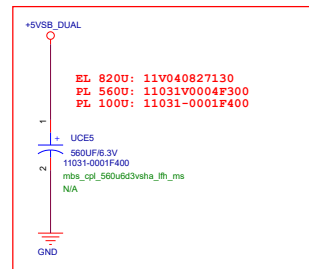 +5VSB_DUAL
EL 820U: 11V040827130
PL 560U: 11031V0004F300
PL 100U: 11031-0001F400
1
+
UCE5
560UF/6.3V
11031-0001F400
2
mbs_cpl_560u6d3vsha_lfh_ms
N/A
GND